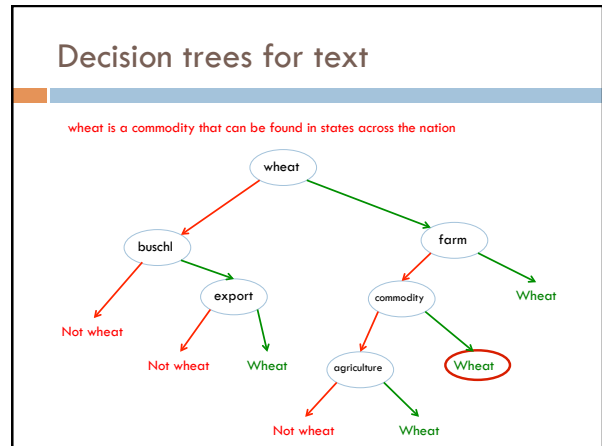 Decision trees for text
wheat is a commodity that can be found in states across the nation
wheat
buschl
farm
export
commodity
Wheat
Not wheat
Not wheat
Wheat
agriculture
Wheat
Not wheat
Wheat